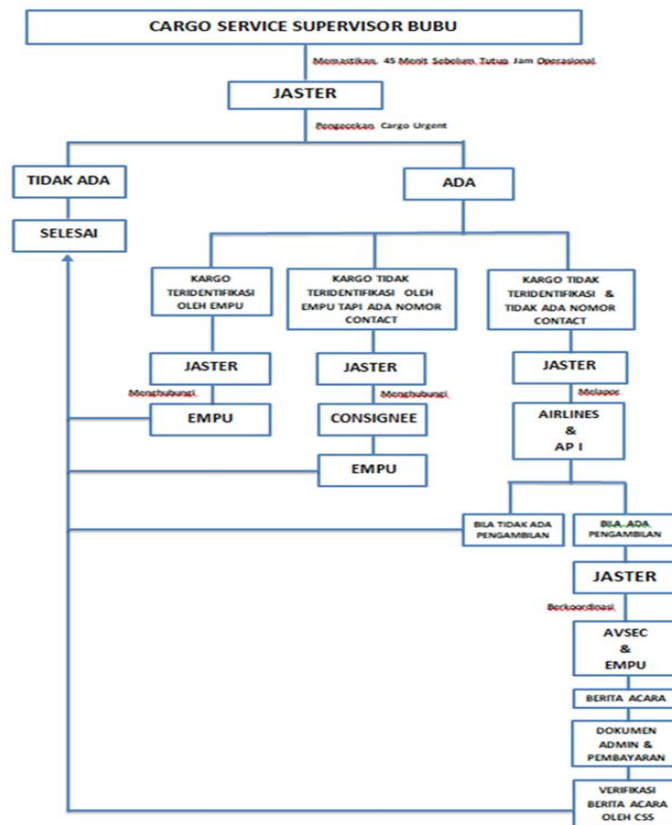 CARGO SERVICE SUPERVISOR BUBU
Memastikan 45 Menit Sebelum Tutup Jam Operasional
JASTER
Pengecekan Cargo Urgent
TIDAK ADA
ADA
SELESAI
KARGO
TERIDENTIFIKASI
OLEH EMPU
KARGO TIDAK
TERIDENTIFIKASI OLEH
EMPU TAPI ADA NOMOR
CONTACT
KARGO TIDAK
TERIDENTIFIKASI &
TIDAK ADA NOMOR
CONTACT
JASTER
JASTER
JASTER
Menghubungi
Menghubungi
Melapor
EMPU
CONSIGNEE
AIRLINES
&
AP I
EMPU
BILA TIDAK ADA
PENGAMBILAN
BILA ADA
PENGAMBILAN
JASTER
Berkoordinasi
AVSEC
&
EMPU
BERITA ACARA
DOKUMEN
ADMIN &
PEMBAYARAN
VERIFIKASI
BERITA ACARA
OLEH CSS